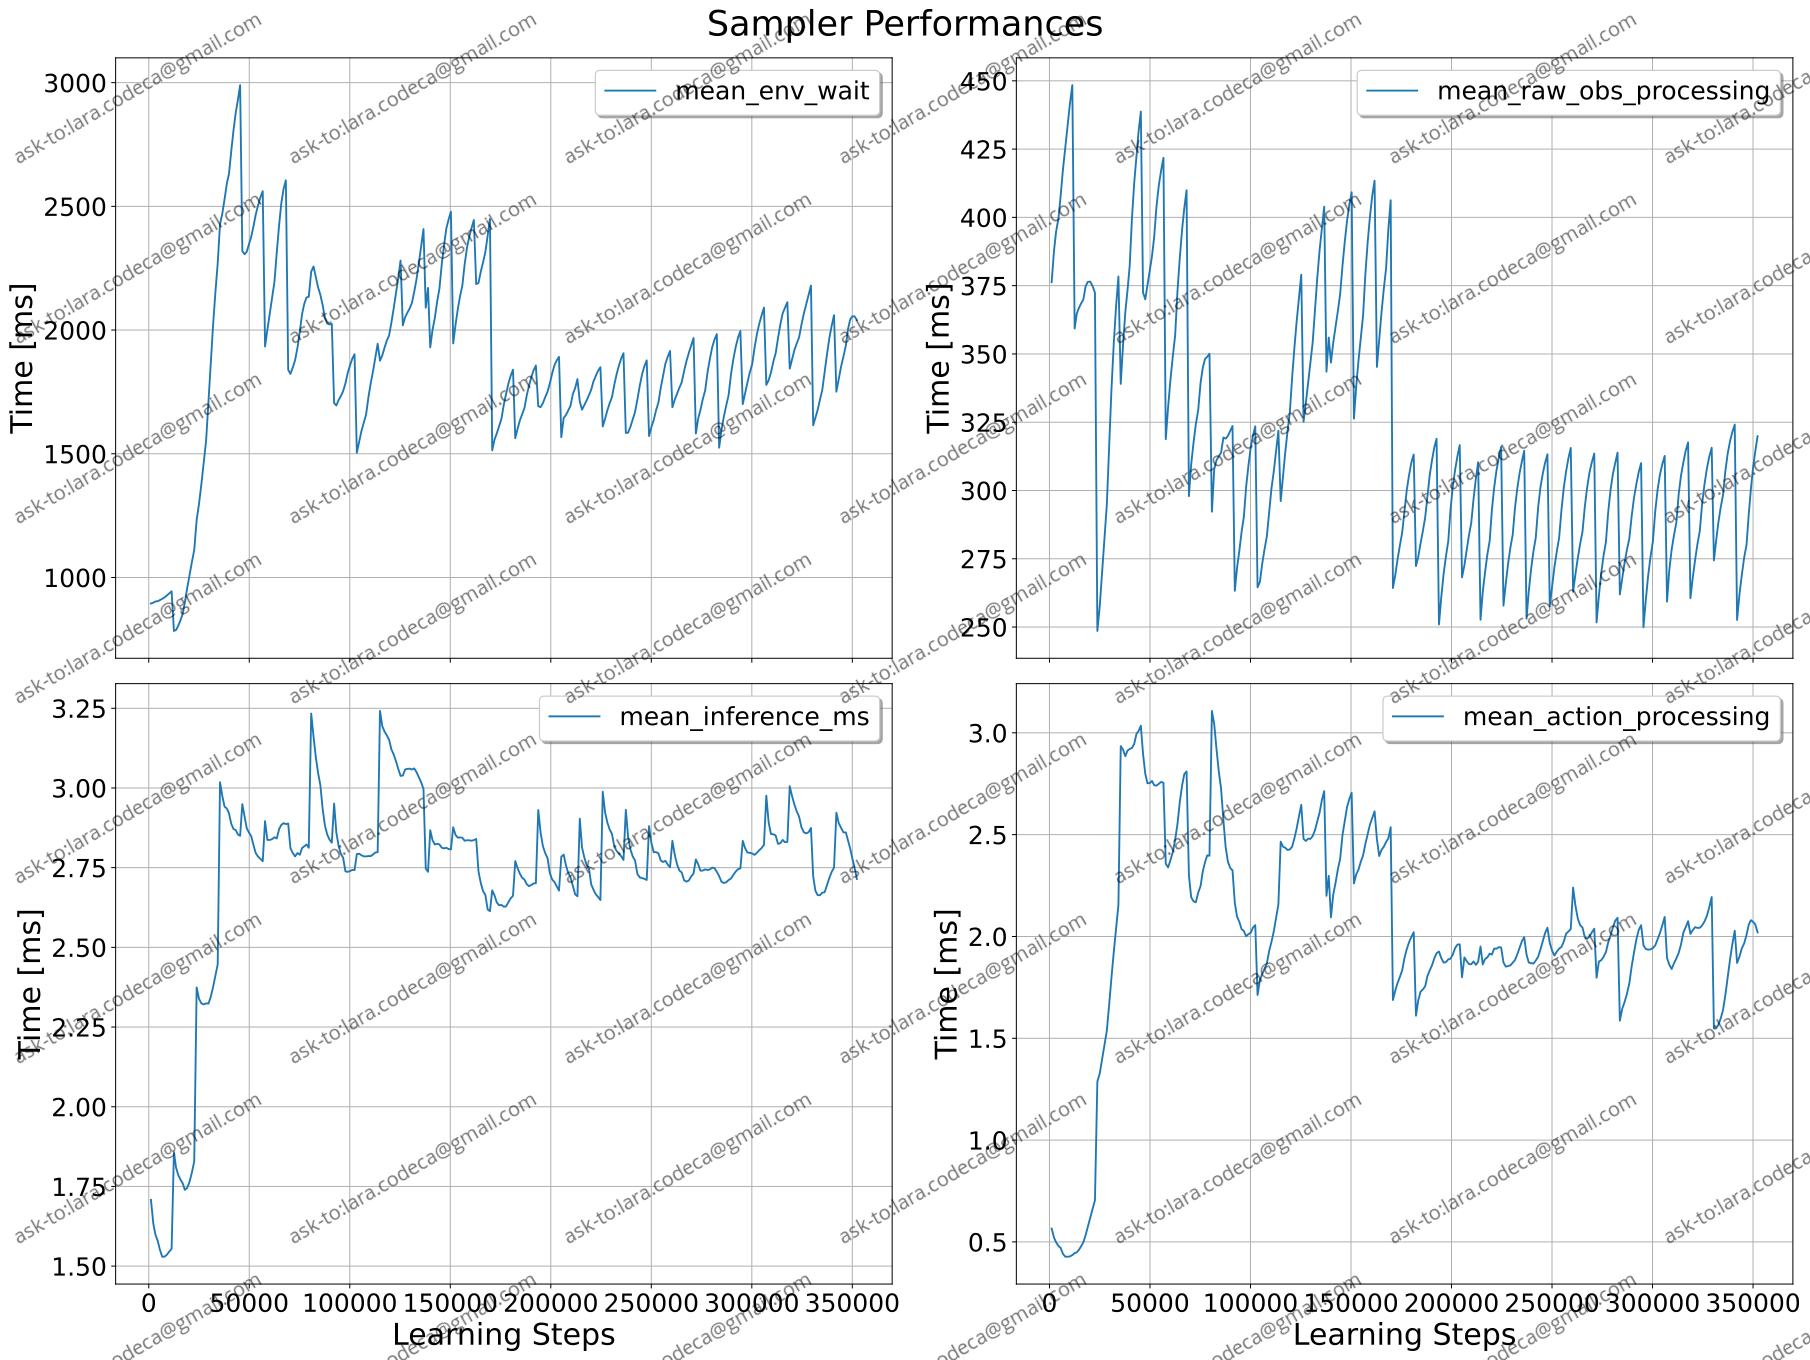 Sampler Performances
mean_env_wait
Time [ms]
3000
2500
2000
1500
1000
mean_raw_obs_processing
Time [ms]
450
425
400
375
350
325
300
275
250
mean_inference_ms
Time [ms]
3.25
3.00
2.75
2.50
2.25
2.00
1.75
1.50
0 50000 100000 150000 200000 250000 300000 350000
Learning Steps
mean_action_processing
Time [ms]
3.0
2.5
2.0
1.5
1.0
0.5
0 50000 100000 150000 200000 250000 300000 350000
Learning Steps
ask-to:lara.codeca@gmail.com